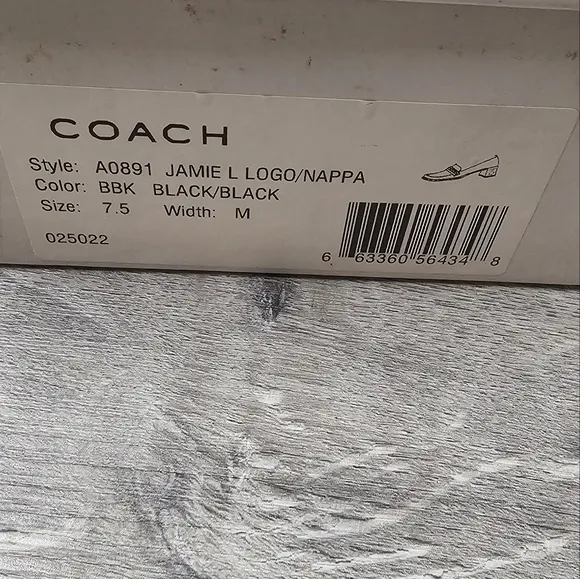 COACH
Style: A0891 JAMIE L LOGO/NAPPA
Color: BBK BLACK/BLACK
Size: 7.5 Width: M
025022
6 63360 56434 8